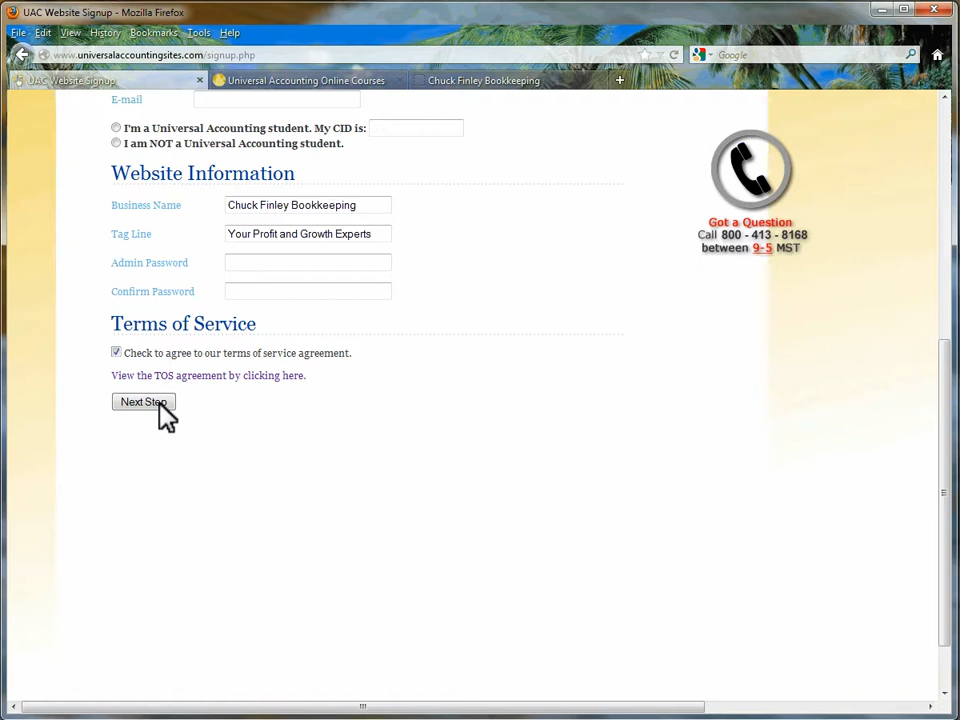 UAC Website Signup - Mozilla Firefox
File Edit View History Bookmarks Tools Help
www.universalaccountingsites.com/signup.php
Google
UAC Website Signup
Universal Accounting Online Courses
Chuck Finley Bookkeeping
E-mail
I'm a Universal Accounting student. My CID is:
I am NOT a Universal Accounting student.
Website Information
Business Name
Chuck Finley Bookkeeping
Tag Line
Your Profit and Growth Experts
Admin Password
Confirm Password
Terms of Service
Check to agree to our terms of service agreement.
View the TOS agreement by clicking here.
Next Step
Got a Question
Call 800 - 413 - 8168
between 9-5 MST